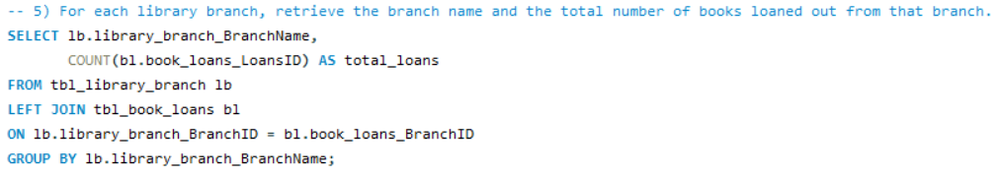 -- 5) For each library branch, retrieve the branch name and the total number of books loaned out from that branch.
SELECT lb.library_branch_BranchName,
COUNT(bl.book_loans_LoansID) AS total_loans
FROM tbl_library_branch lb
LEFT JOIN tbl_book_loans bl
ON lb.library_branch_BranchID = bl.book_loans_BranchID
GROUP BY lb.library_branch_BranchName;